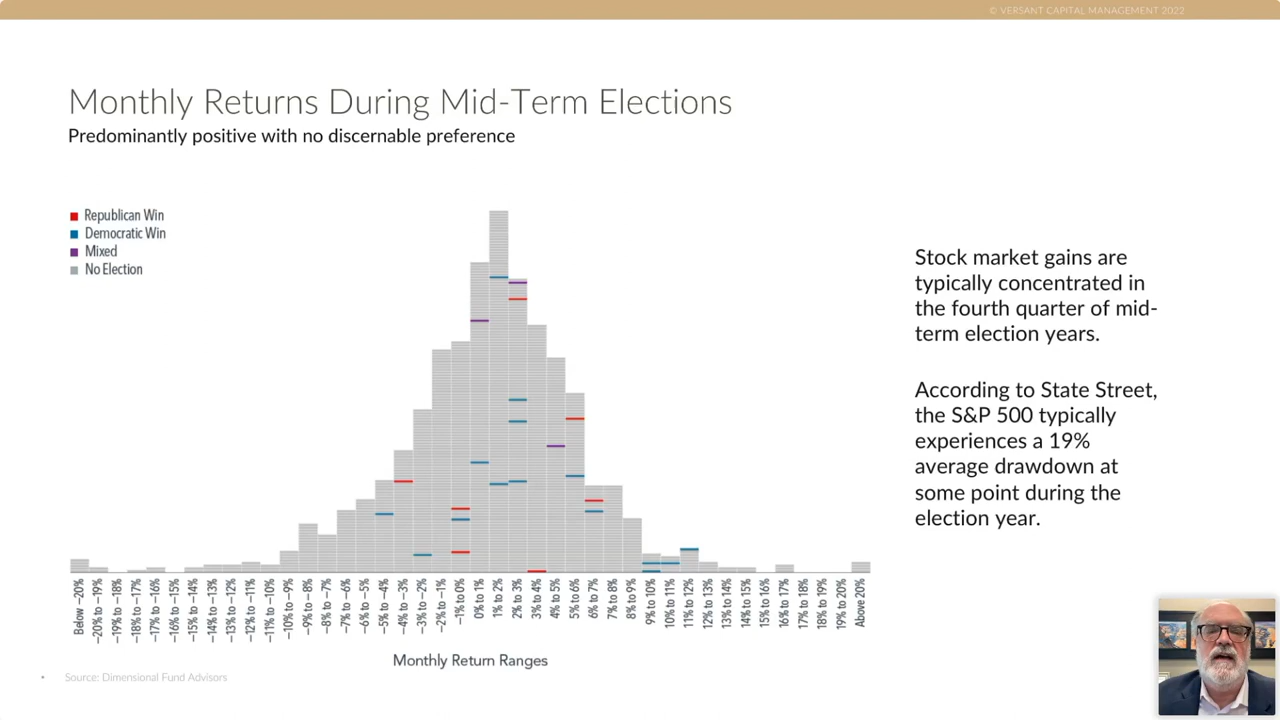 © VERSANT CAPITAL MANAGEMENT 2022
Monthly Returns During Mid-Term Elections
Predominantly positive with no discernable preference
Republican Win
Democratic Win
Mixed
No Election
Stock market gains are
typically concentrated in
the fourth quarter of mid-
term election years.
According to State Street,
the S&P 500 typically
experiences a 19%
average drawdown at
some point during the
election year.
Below –20%
–20% to –19%
–19% to –18%
–18% to –17%
–17% to –16%
–16% to –15%
–15% to –14%
–14% to –13%
–13% to –12%
–12% to –11%
–11% to –10%
–10% to –9%
–9% to –8%
–8% to –7%
–7% to –6%
–6% to –5%
–5% to –4%
–4% to –3%
–3% to –2%
–2% to –1%
–1% to 0%
0% to 1%
1% to 2%
2% to 3%
3% to 4%
4% to 5%
5% to 6%
6% to 7%
7% to 8%
8% to 9%
9% to 10%
10% to 11%
11% to 12%
12% to 13%
13% to 14%
14% to 15%
15% to 16%
16% to 17%
17% to 18%
18% to 19%
19% to 20%
Above 20%
Monthly Return Ranges
• Source: Dimensional Fund Advisors